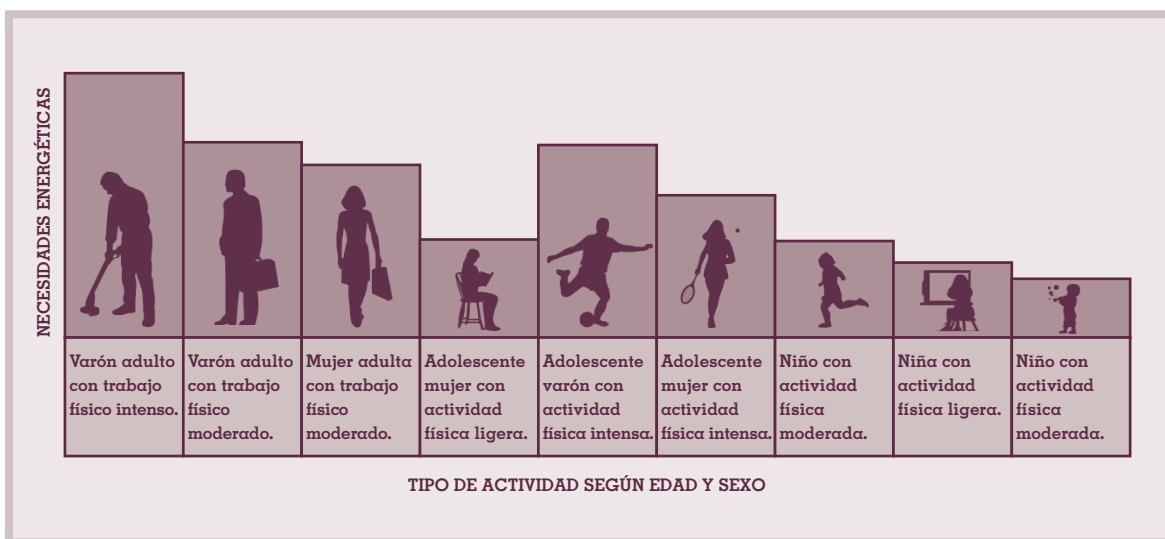 NECESIDADES ENERGÉTICAS
Varón adulto
con trabajo
físico intenso.
Varón adulto
con trabajo
físico
moderado.
Mujer adulta
con trabajo
físico
moderado.
Adolescente
mujer con
actividad
física ligera.
Adolescente
varón con
actividad
física intensa.
Adolescente
mujer con
actividad
física intensa.
Niño con
actividad
física
moderada.
Niña con
actividad
física ligera.
Niño con
actividad
física
moderada.
TIPO DE ACTIVIDAD SEGÚN EDAD Y SEXO